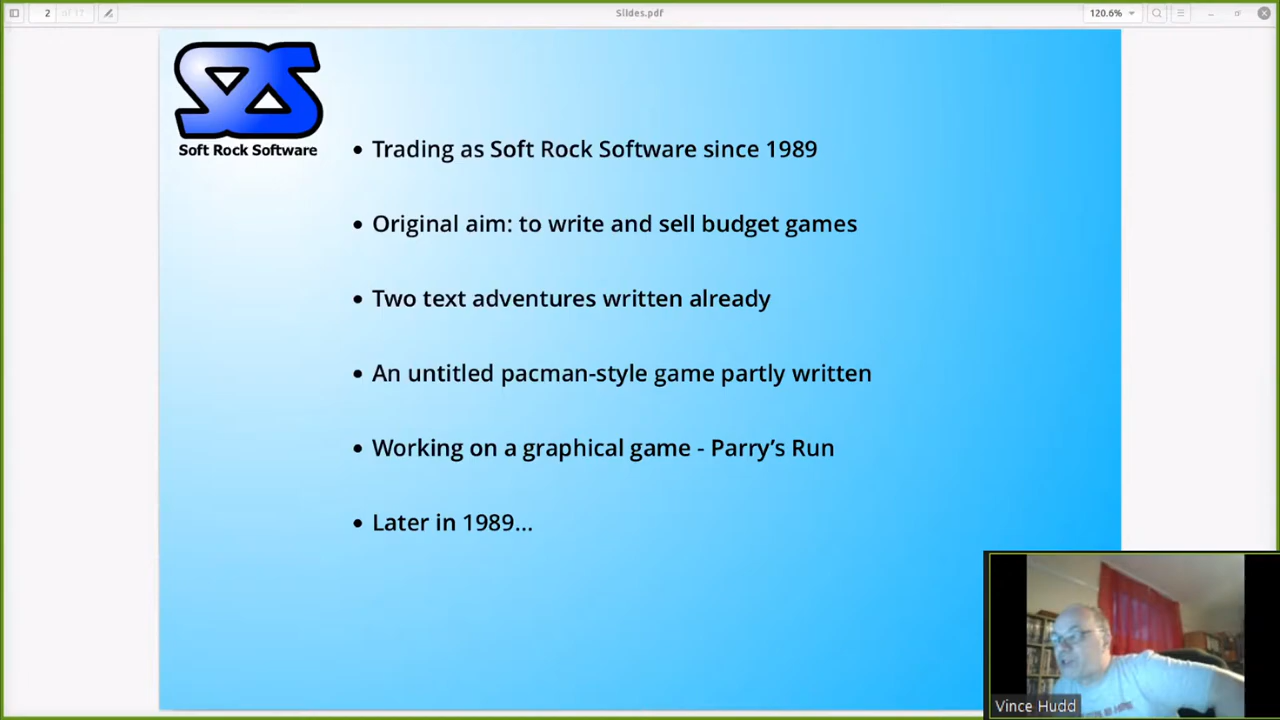 2 of 17
Slides.pdf
120.6%
Soft Rock Software
• Trading as Soft Rock Software since 1989
• Original aim: to write and sell budget games
• Two text adventures written already
• An untitled pacman-style game partly written
• Working on a graphical game - Parry’s Run
• Later in 1989...
Vince Hudd